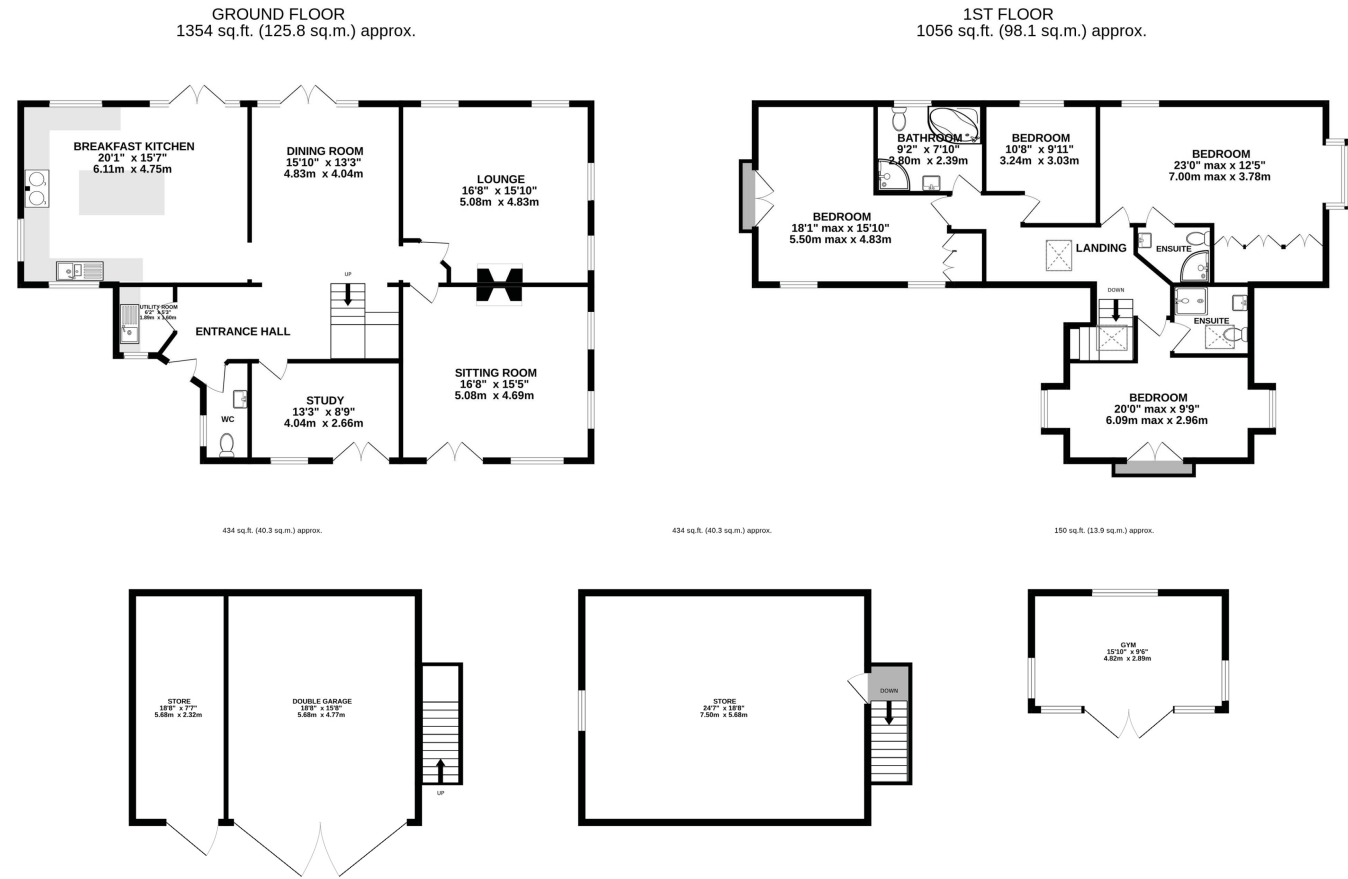 GROUND FLOOR
1354 sq.ft. (125.8 sq.m.) approx.
BREAKFAST KITCHEN
20'1" x 15'7"
6.11m x 4.75m
DINING ROOM
15'10" x 13'3"
4.83m x 4.04m
LOUNGE
16'8" x 15'10"
5.08m x 4.83m
UP
UTILITY ROOM
6'2" x 5'3"
1.89m x 1.60m
ENTRANCE HALL
SITTING ROOM
16'8" x 15'5"
5.08m x 4.69m
STUDY
13'3" x 8'9"
4.04m x 2.66m
WC
1ST FLOOR
1056 sq.ft. (98.1 sq.m.) approx.
BATHROOM
9'2" x 7'10"
2.80m x 2.39m
BEDROOM
10'8" x 9'11"
3.24m x 3.03m
BEDROOM
23'0" max x 12'5"
7.00m max x 3.78m
BEDROOM
18'1" max x 15'10"
5.50m max x 4.83m
LANDING
ENSUITE
DOWN
ENSUITE
BEDROOM
20'0" max x 9'9"
6.09m max x 2.96m
434 sq.ft. (40.3 sq.m.) approx.
STORE
18'8" x 7'7"
5.68m x 2.32m
DOUBLE GARAGE
18'8" x 15'8"
5.68m x 4.77m
UP
434 sq.ft. (40.3 sq.m.) approx.
STORE
24'7" x 18'8"
7.50m x 5.68m
DOWN
150 sq.ft. (13.9 sq.m.) approx.
GYM
15'10" x 9'6"
4.82m x 2.89m